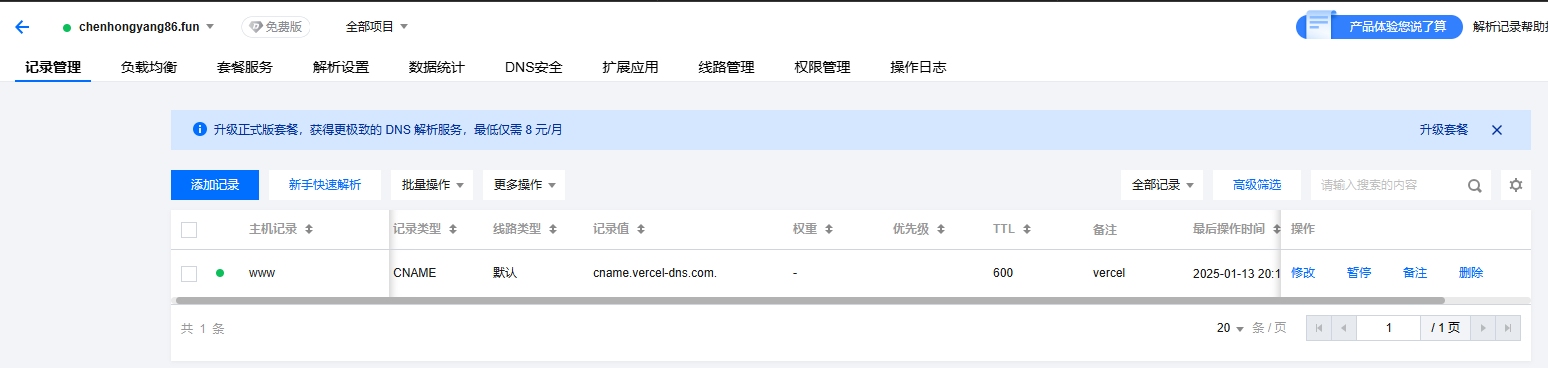 chenhongyang86.fun 免费版 全部项目 产品体验您说了算 解析记录帮助
记录管理 负载均衡 套餐服务 解析设置 数据统计 DNS安全 扩展应用 线路管理 权限管理 操作日志
升级正式版套餐，获得更极致的 DNS 解析服务，最低仅需 8 元/月 升级套餐
添加记录 新手快速解析 批量操作 更多操作 全部记录 高级筛选 请输入搜索的内容
主机记录 记录类型 线路类型 记录值 权重 优先级 TTL 备注 最后操作时间 操作
www CNAME 默认 cname.vercel-dns.com. - 600 vercel 2025-01-13 20:1 修改 暂停 备注 删除
共 1 条 20 条 / 页 1 / 1 页